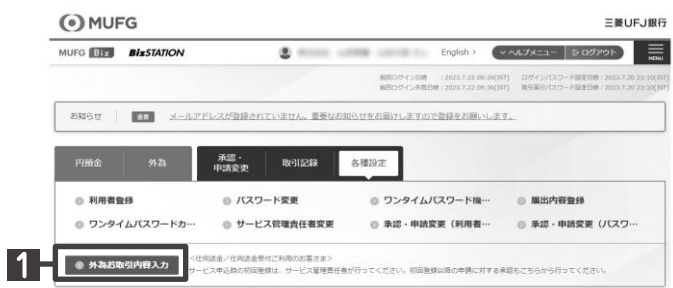 MUFG
三菱UFJ銀行
MUFG Biz BizSTATION
English >
ヘルプメニュー
ログアウト
MENU
前回ログイン日時 : 2023.7.22 09:36(JST) ログインパスワード設定日時 : 2023.7.20 23:10(JST)
前回ログイン失敗日時 : 2023.7.22 09:36(JST) 取引実行パスワード設定日時 : 2023.7.20 23:10(JST)
お知らせ 重要 メールアドレスが登録されていません。重要なお知らせをお届けしますので登録をお願いします。
円預金 外為 承認・申請変更 取引記録 各種設定
利用者登録 パスワード変更 ワンタイムパスワード機… 届出内容登録
ワンタイムパスワードカ… サービス管理責任者変更 承認・申請変更（利用者… 承認・申請変更（パスワ…
1 外為お取引内容入力
<仕向送金／仕向送金受付ご利用のお客さま>
サービス申込時の初回登録は、サービス管理責任者が行ってください。初回登録以降の申請に対する承認もこちらから行ってください。